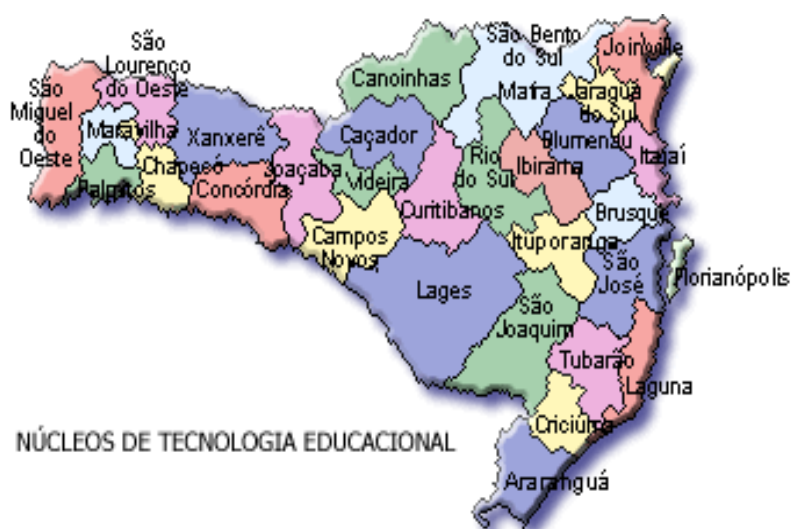 São
Lourenço
do Oeste
São
Miguel
do
Oeste
Maravilha
Xanxerê
Chapecó
Palmitos
Concórdia
Joaçaba
Canoinhas
Caçador
Videira
Campos
Novos
Curitibanos
São Bento
do Sul
Mafra
Joinville
Jaraguá
do Sul
Blumenau
Itajaí
Rio
do Sul
Ibirama
Brusque
Ituporanga
São
José
Florianópolis
Lages
São
Joaquim
Tubarão
Laguna
Criciúma
Araranguá
NÚCLEOS DE TECNOLOGIA EDUCACIONAL